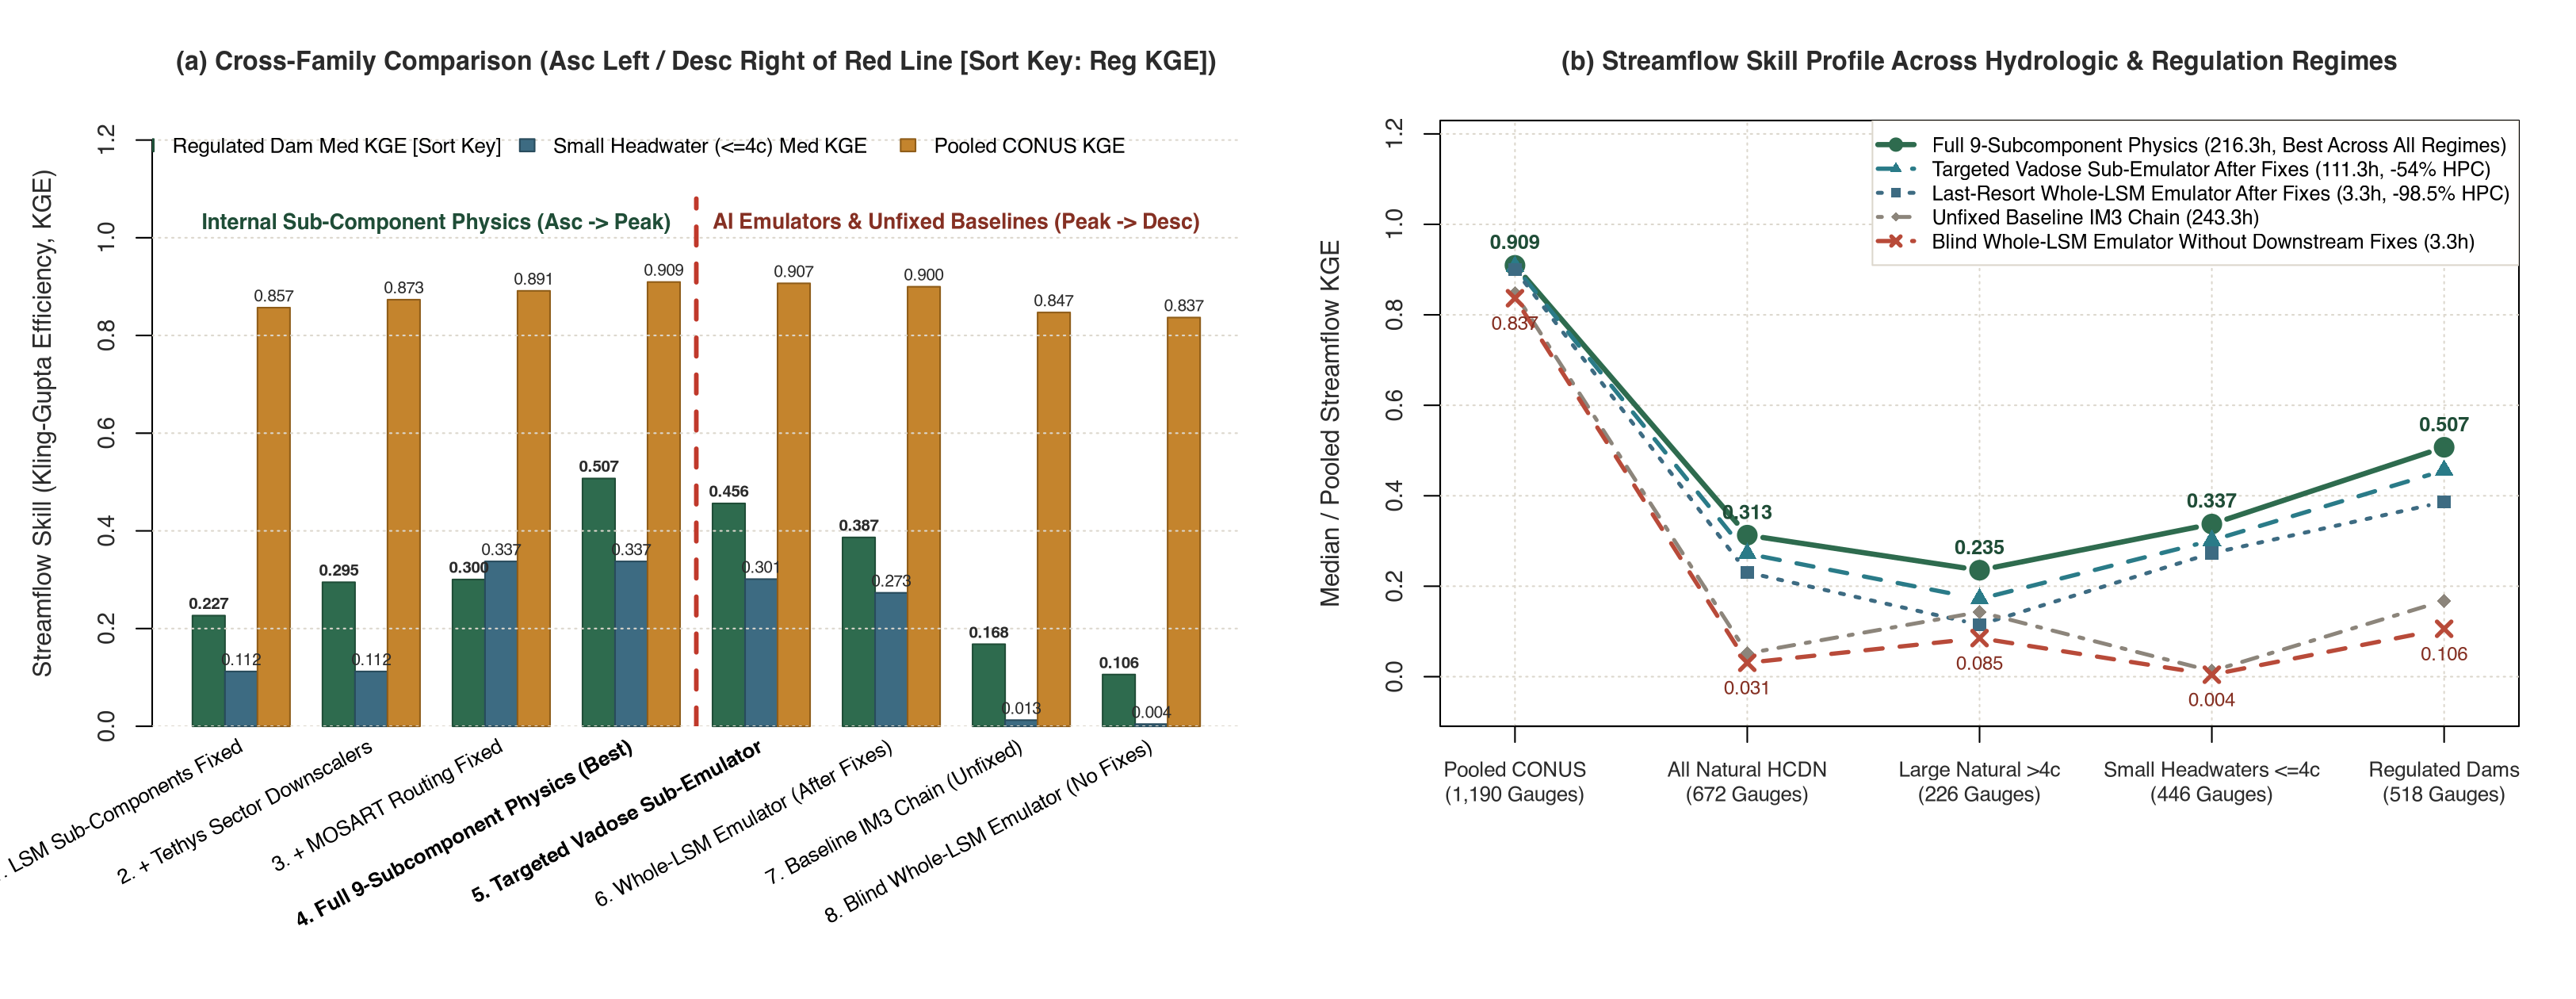 (a) Cross-Family Comparison (Asc Left / Desc Right of Red Line [Sort Key: Reg KGE])
Streamflow Skill (Kling-Gupta Efficiency, KGE)
1.2
1.0
0.8
0.6
0.4
0.2
0.0
Regulated Dam Med KGE [Sort Key]
Small Headwater (<=4c) Med KGE
Pooled CONUS KGE
Internal Sub-Component Physics (Asc -> Peak)
AI Emulators & Unfixed Baselines (Peak -> Desc)
0.227
0.112
0.857
0.295
0.112
0.873
0.300
0.337
0.891
0.507
0.337
0.909
0.456
0.301
0.907
0.387
0.273
0.900
0.168
0.013
0.847
0.106
0.004
0.837
. LSM Sub-Components Fixed
2. + Tethys Sector Downscalers
3. + MOSART Routing Fixed
4. Full 9-Subcomponent Physics (Best)
5. Targeted Vadose Sub-Emulator
6. Whole-LSM Emulator (After Fixes)
7. Baseline IM3 Chain (Unfixed)
8. Blind Whole-LSM Emulator (No Fixes)
(b) Streamflow Skill Profile Across Hydrologic & Regulation Regimes
Median / Pooled Streamflow KGE
1.2
1.0
0.8
0.6
0.4
0.2
0.0
Full 9-Subcomponent Physics (216.3h, Best Across All Regimes)
Targeted Vadose Sub-Emulator After Fixes (111.3h, -54% HPC)
Last-Resort Whole-LSM Emulator After Fixes (3.3h, -98.5% HPC)
Unfixed Baseline IM3 Chain (243.3h)
Blind Whole-LSM Emulator Without Downstream Fixes (3.3h)
0.909
0.837
0.313
0.031
0.235
0.085
0.337
0.004
0.507
0.106
Pooled CONUS
(1,190 Gauges)
All Natural HCDN
(672 Gauges)
Large Natural >4c
(226 Gauges)
Small Headwaters <=4c
(446 Gauges)
Regulated Dams
(518 Gauges)